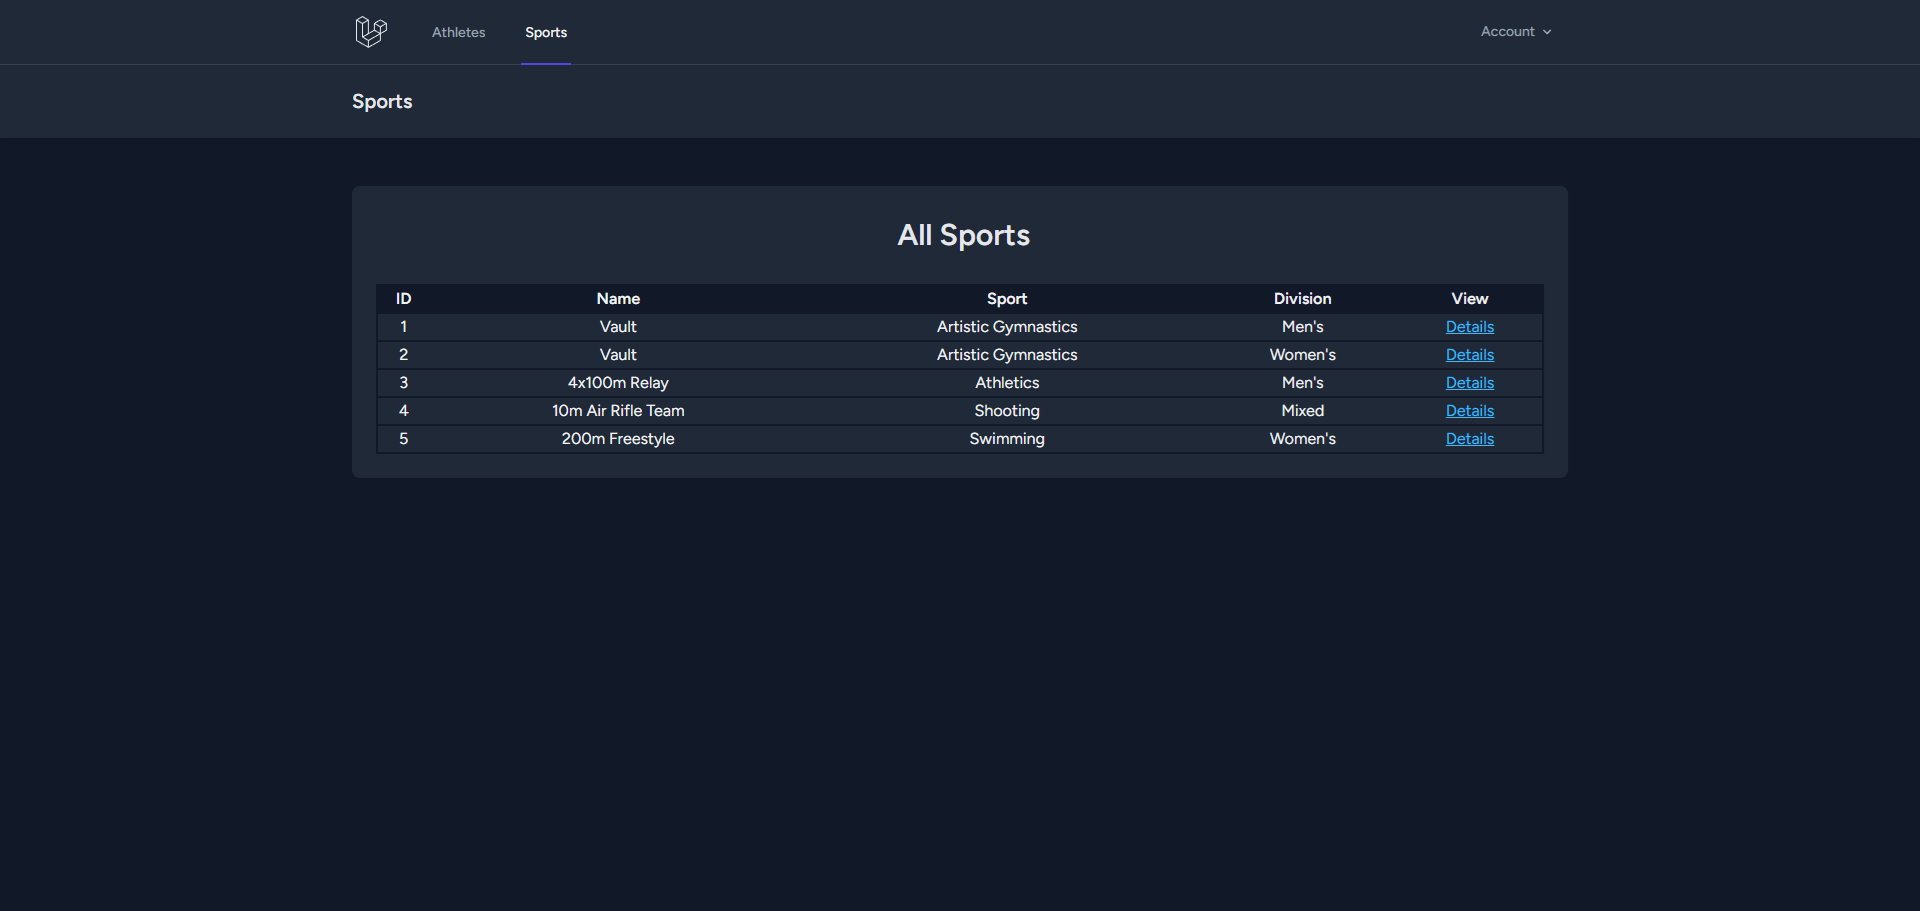 Athletes Sports Account
Sports
All Sports
ID Name Sport Division View
1 Vault Artistic Gymnastics Men's Details
2 Vault Artistic Gymnastics Women's Details
3 4x100m Relay Athletics Men's Details
4 10m Air Rifle Team Shooting Mixed Details
5 200m Freestyle Swimming Women's Details